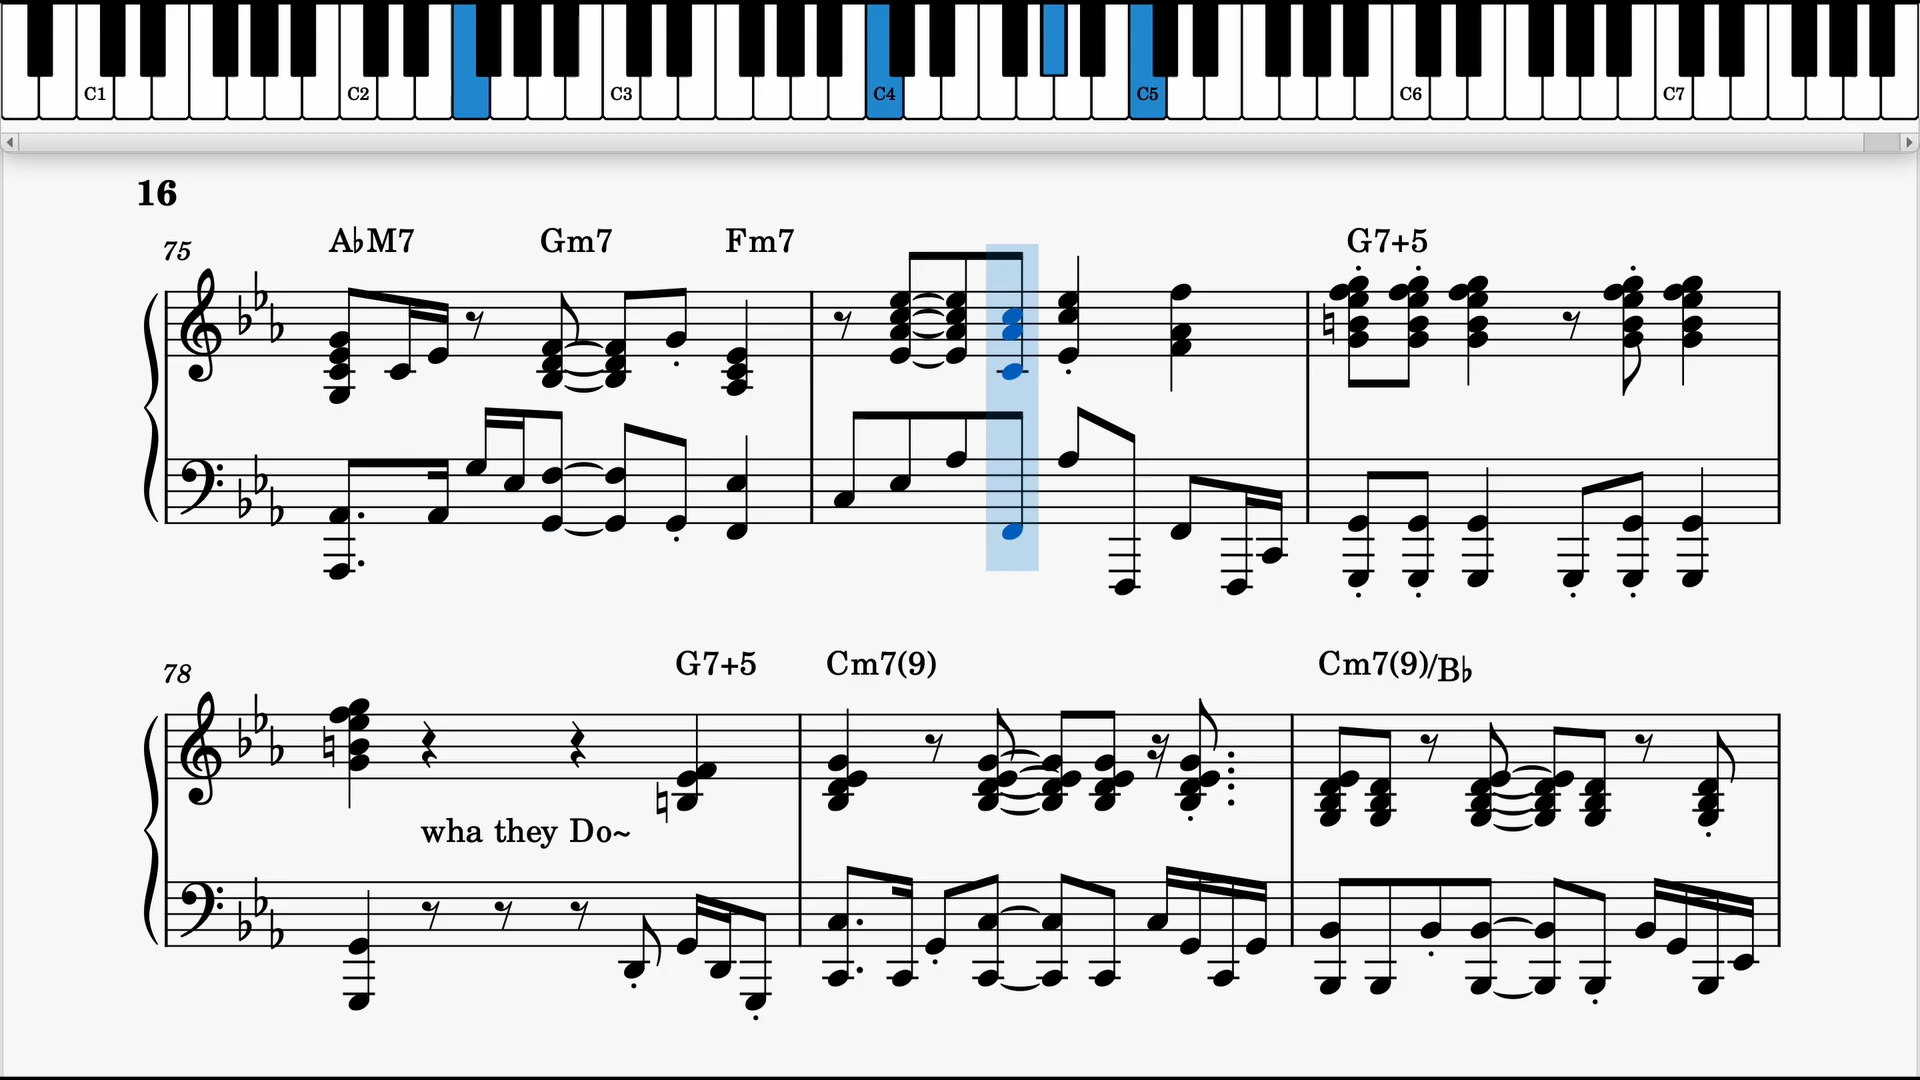 C1 C2 C3 C4 C5 C6 C7
16
75 A♭M7 Gm7 Fm7 G7+5
78 G7+5 Cm7(9) Cm7(9)/B♭
wha they Do~